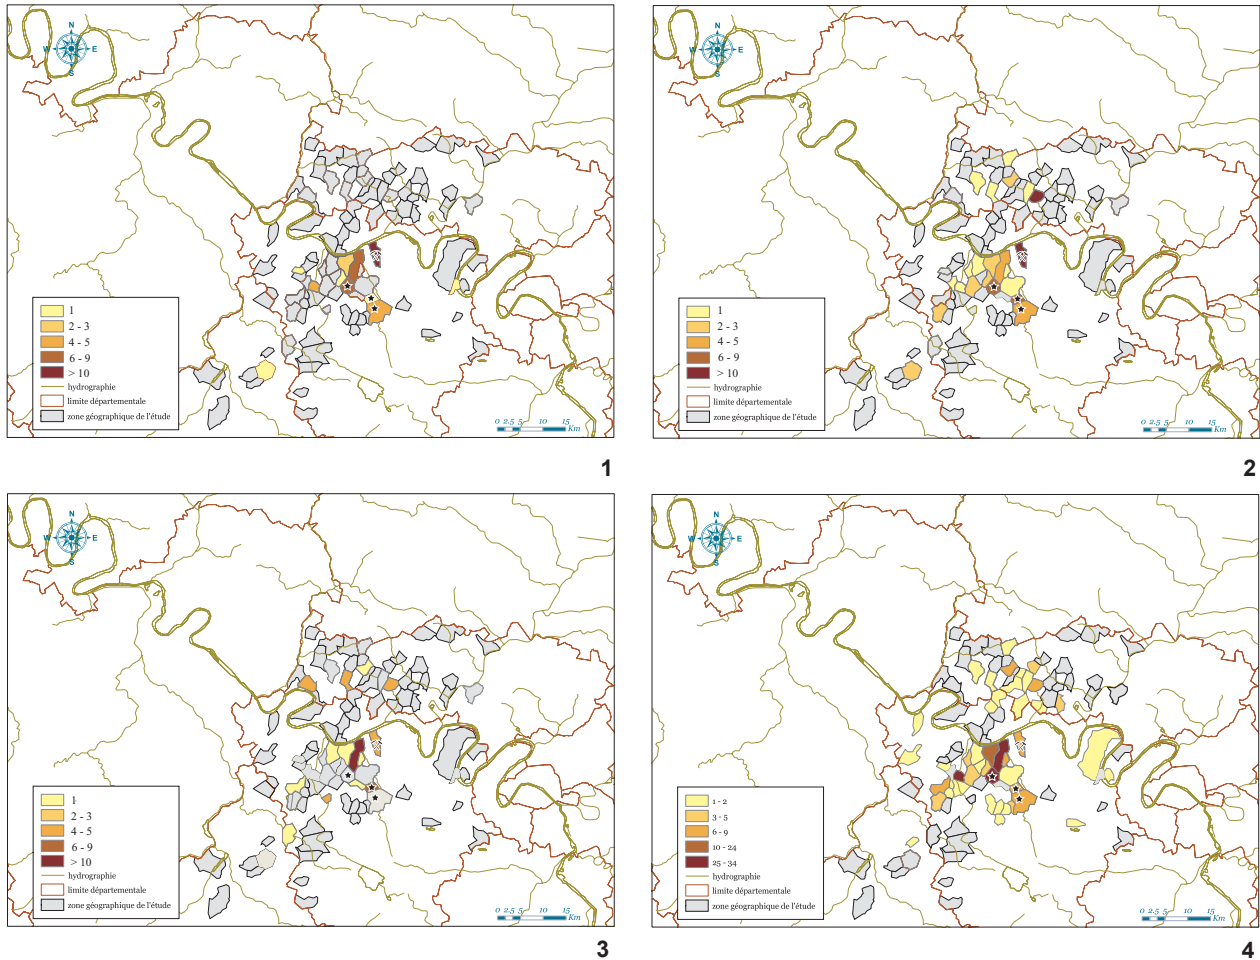 N
W E
S
1
2 - 3
4 - 5
6 - 9
> 10
hydrographie
limite départementale
zone géographique de l'étude
0 2,5 5 10 15
Km
1
N
W E
S
1
2 - 3
4 - 5
6 - 9
> 10
hydrographie
limite départementale
zone géographique de l'étude
0 2,5 5 10 15
Km
2
N
W E
S
1
2 - 3
4 - 5
6 - 9
> 10
hydrographie
limite départementale
zone géographique de l'étude
0 2,5 5 10 15
Km
3
N
W E
S
1 - 2
3 - 5
6 - 9
10 - 24
25 - 34
hydrographie
limite départementale
zone géographique de l'étude
0 2,5 5 10 15
Km
4